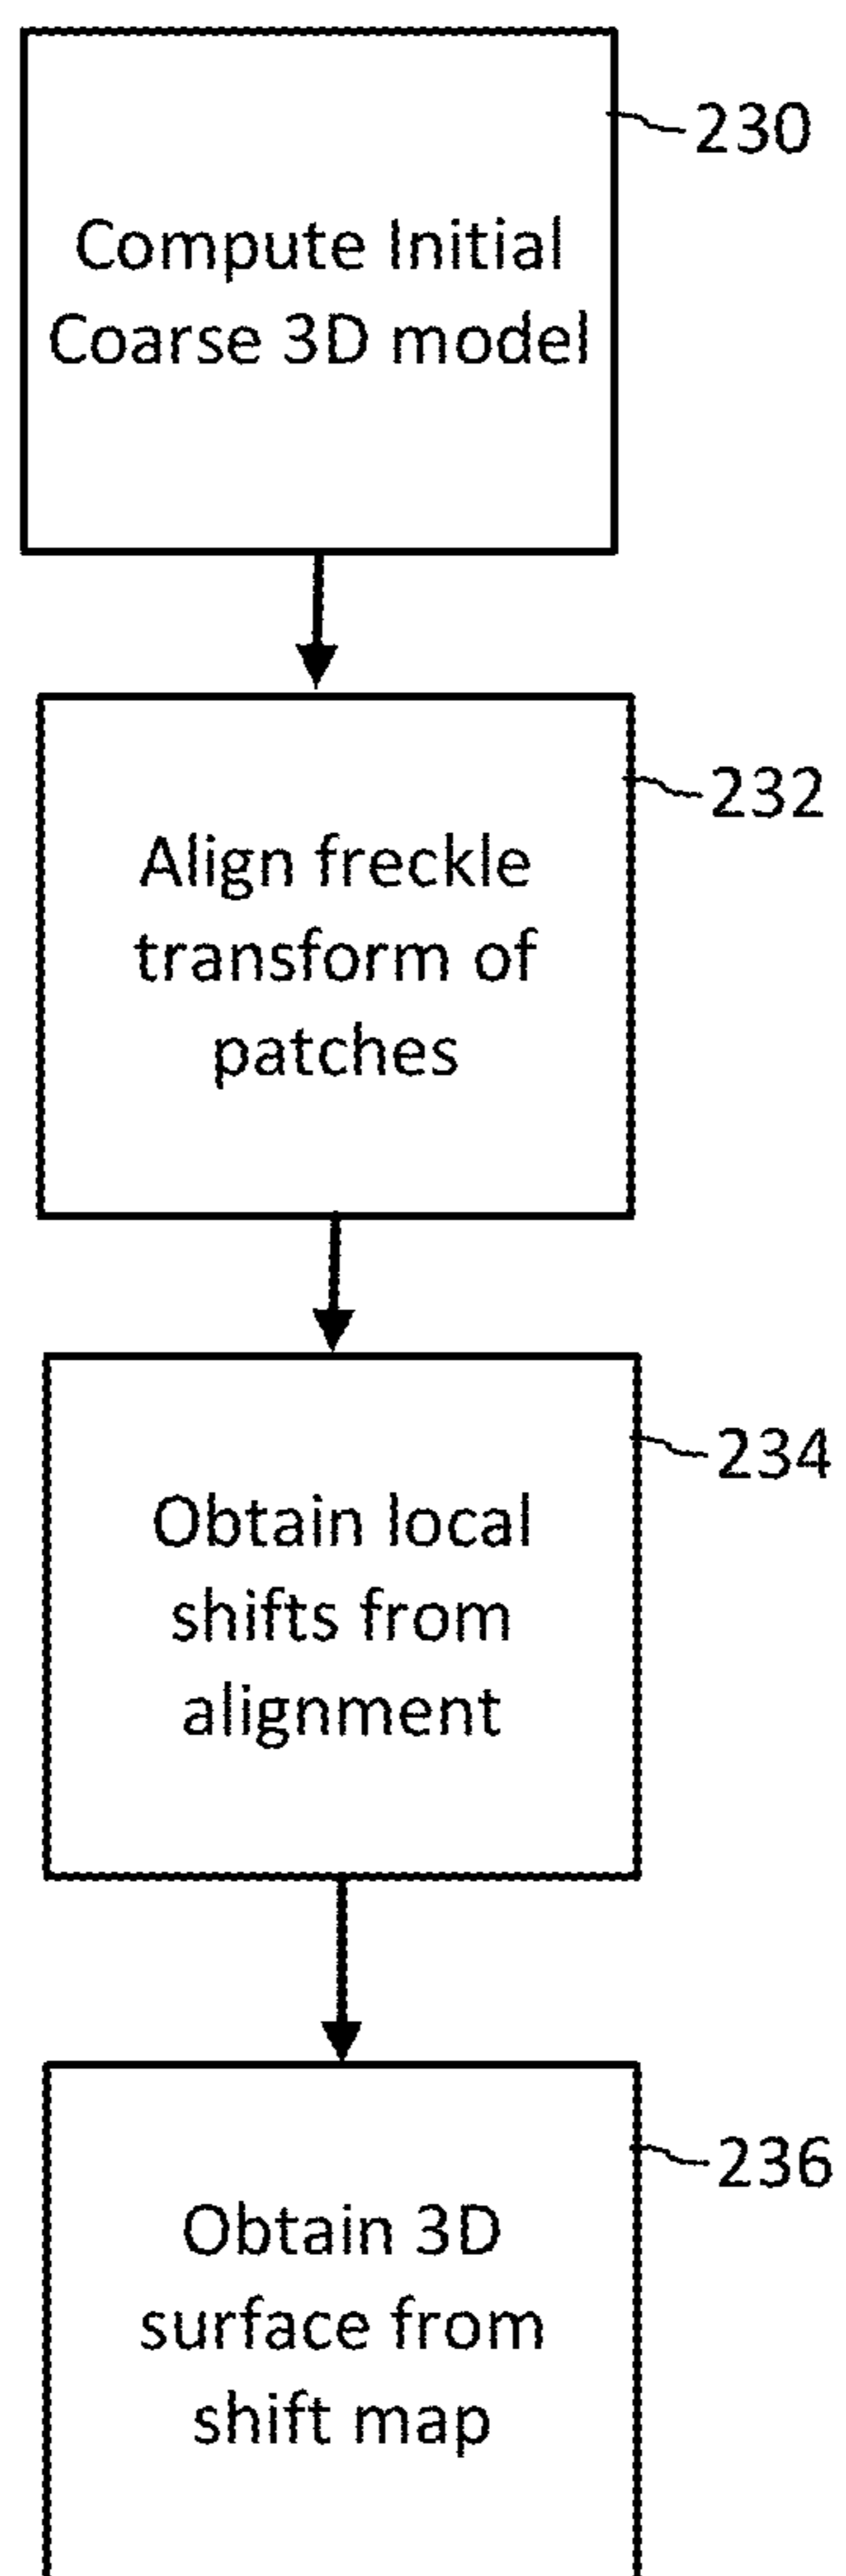 230
Compute Initial
Coarse 3D model
232
Align freckle
transform of
patches
234
Obtain local
shifts from
alignment
236
Obtain 3D
surface from
shift map